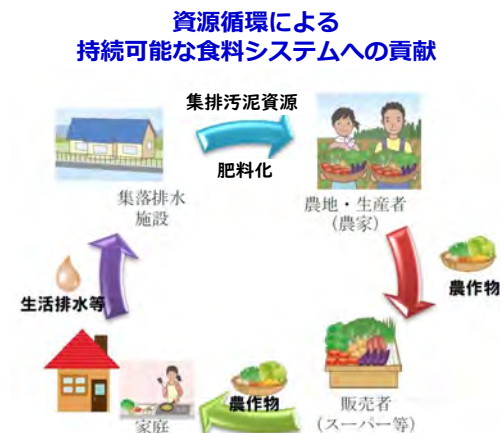 資源循環による
持続可能な食料システムへの貢献
集排汚泥資源
肥料化
集落排水
施設
農地・生産者
(農家)
生活排水等
農作物
農作物
家庭
販売者
(スーパー等)